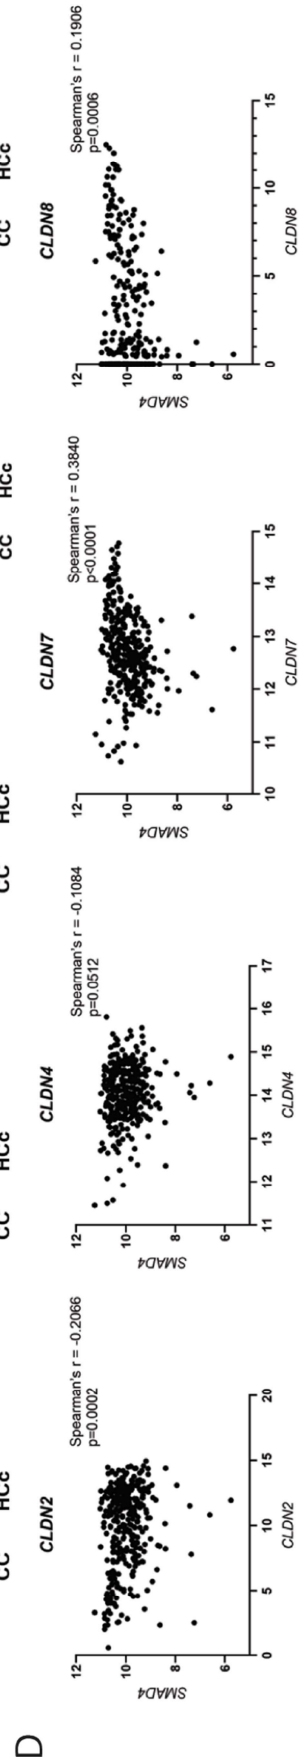 CC HCc CC HCc CC HCc CC HCc
D
CLDN2
Spearman's r = -0.2066
p=0.0002
12
10
8
6
SMAD4
0 5 10 15 20
CLDN2
CLDN4
Spearman's r = -0.1084
p=0.0512
12
10
8
6
SMAD4
11 12 13 14 15 16 17
CLDN4
CLDN7
Spearman's r = 0.3840
p<0.0001
12
10
8
6
SMAD4
10 11 12 13 14 15
CLDN7
CLDN8
Spearman's r = 0.1906
p=0.0006
12
10
8
6
SMAD4
0 5 10 15
CLDN8